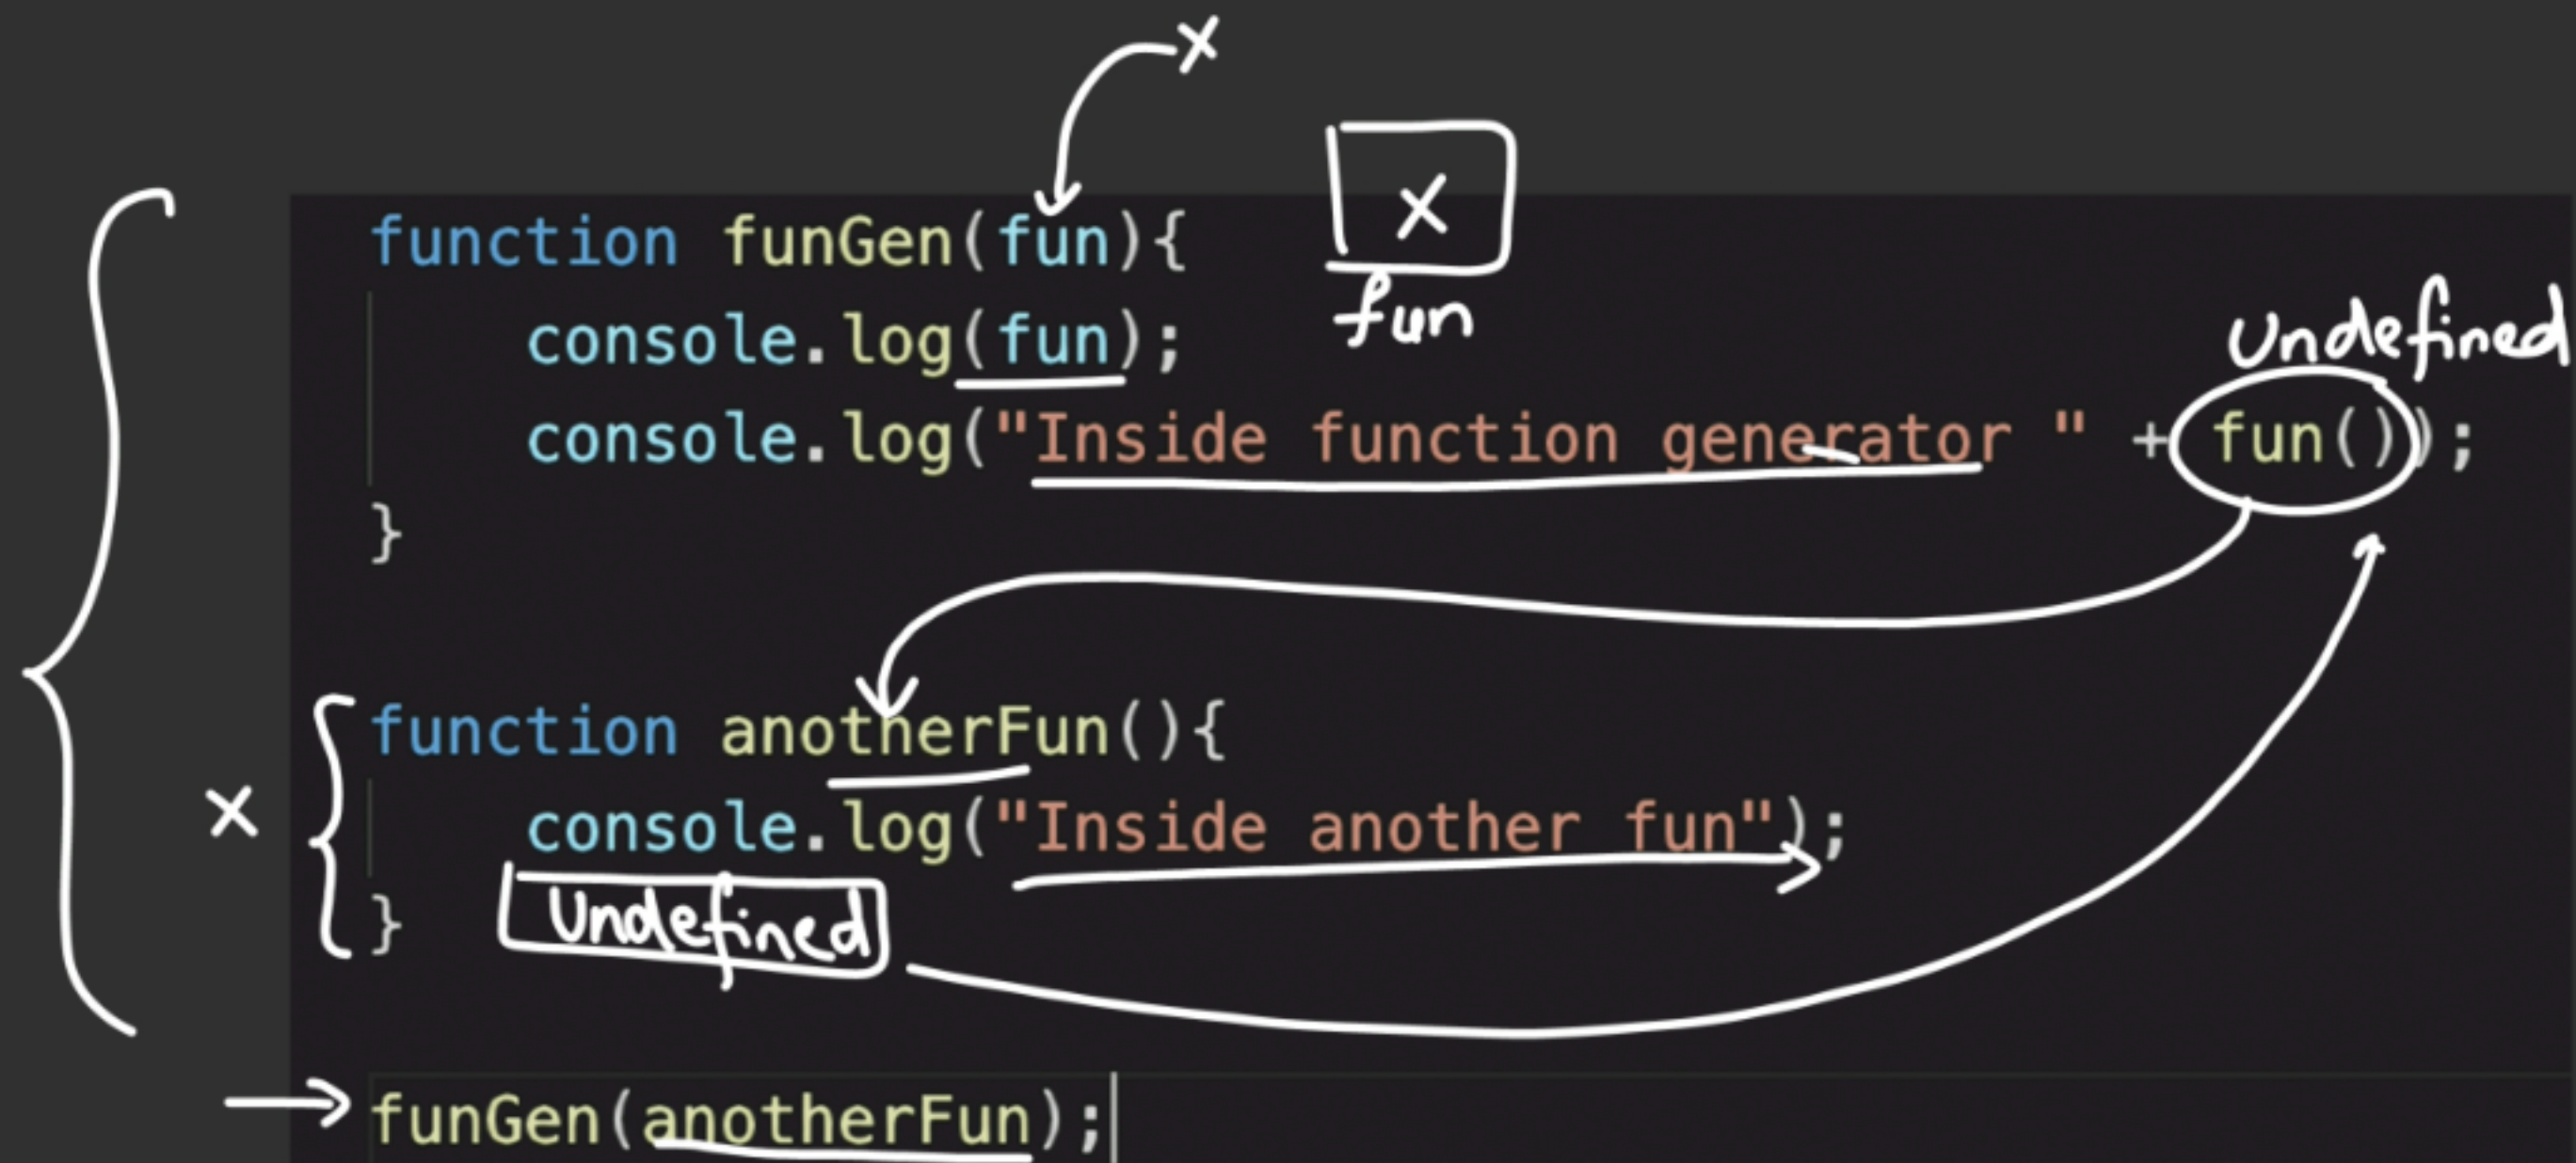 x
x
function funGen(fun){
fun
console.log(fun);
Undefined
console.log("Inside function generator " + fun());
}
function anotherFun(){
x
console.log("Inside another fun");
Undefined
}
funGen(anotherFun);